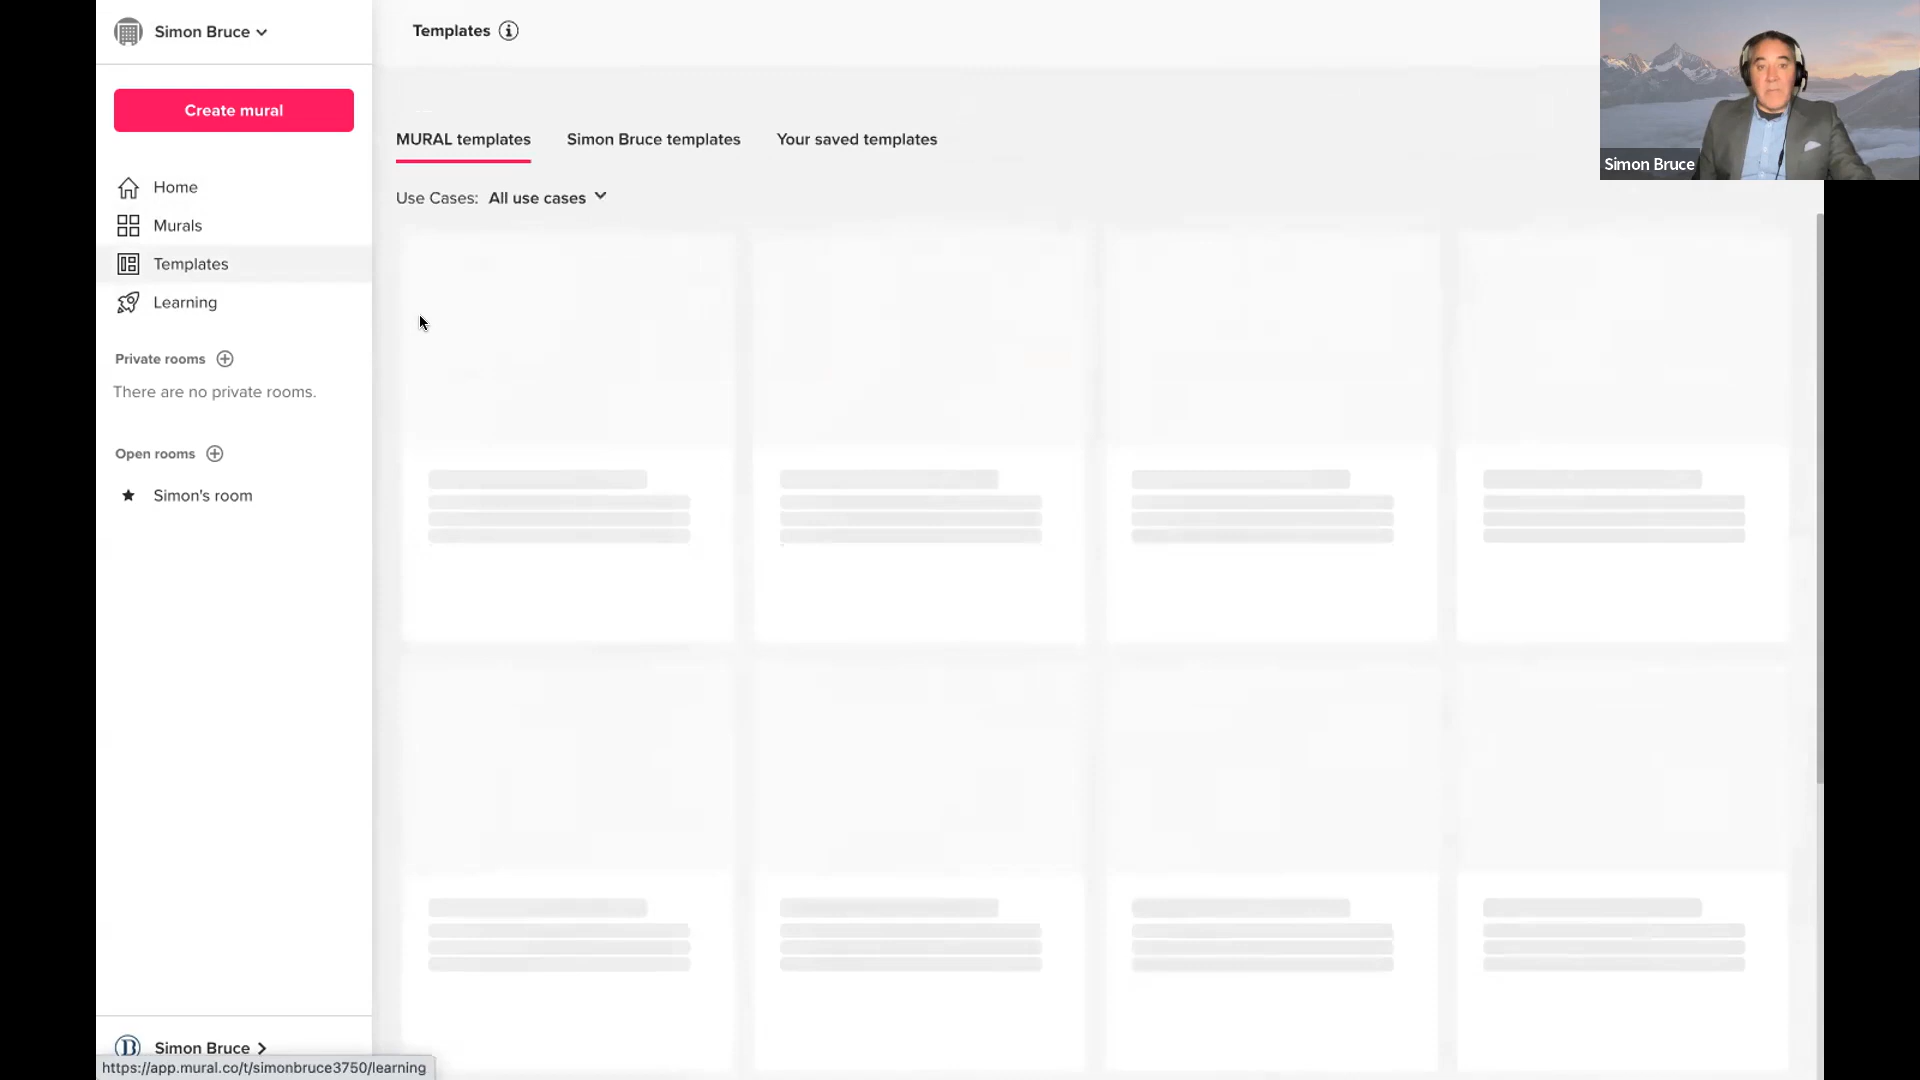 Simon Bruce
Create mural
Home
Murals
Templates
Learning
Private rooms
There are no private rooms.
Open rooms
Simon's room
Simon Bruce
https://app.mural.co/t/simonbruce3750/learning
Templates
MURAL templates
Simon Bruce templates
Your saved templates
Use Cases: All use cases
Simon Bruce